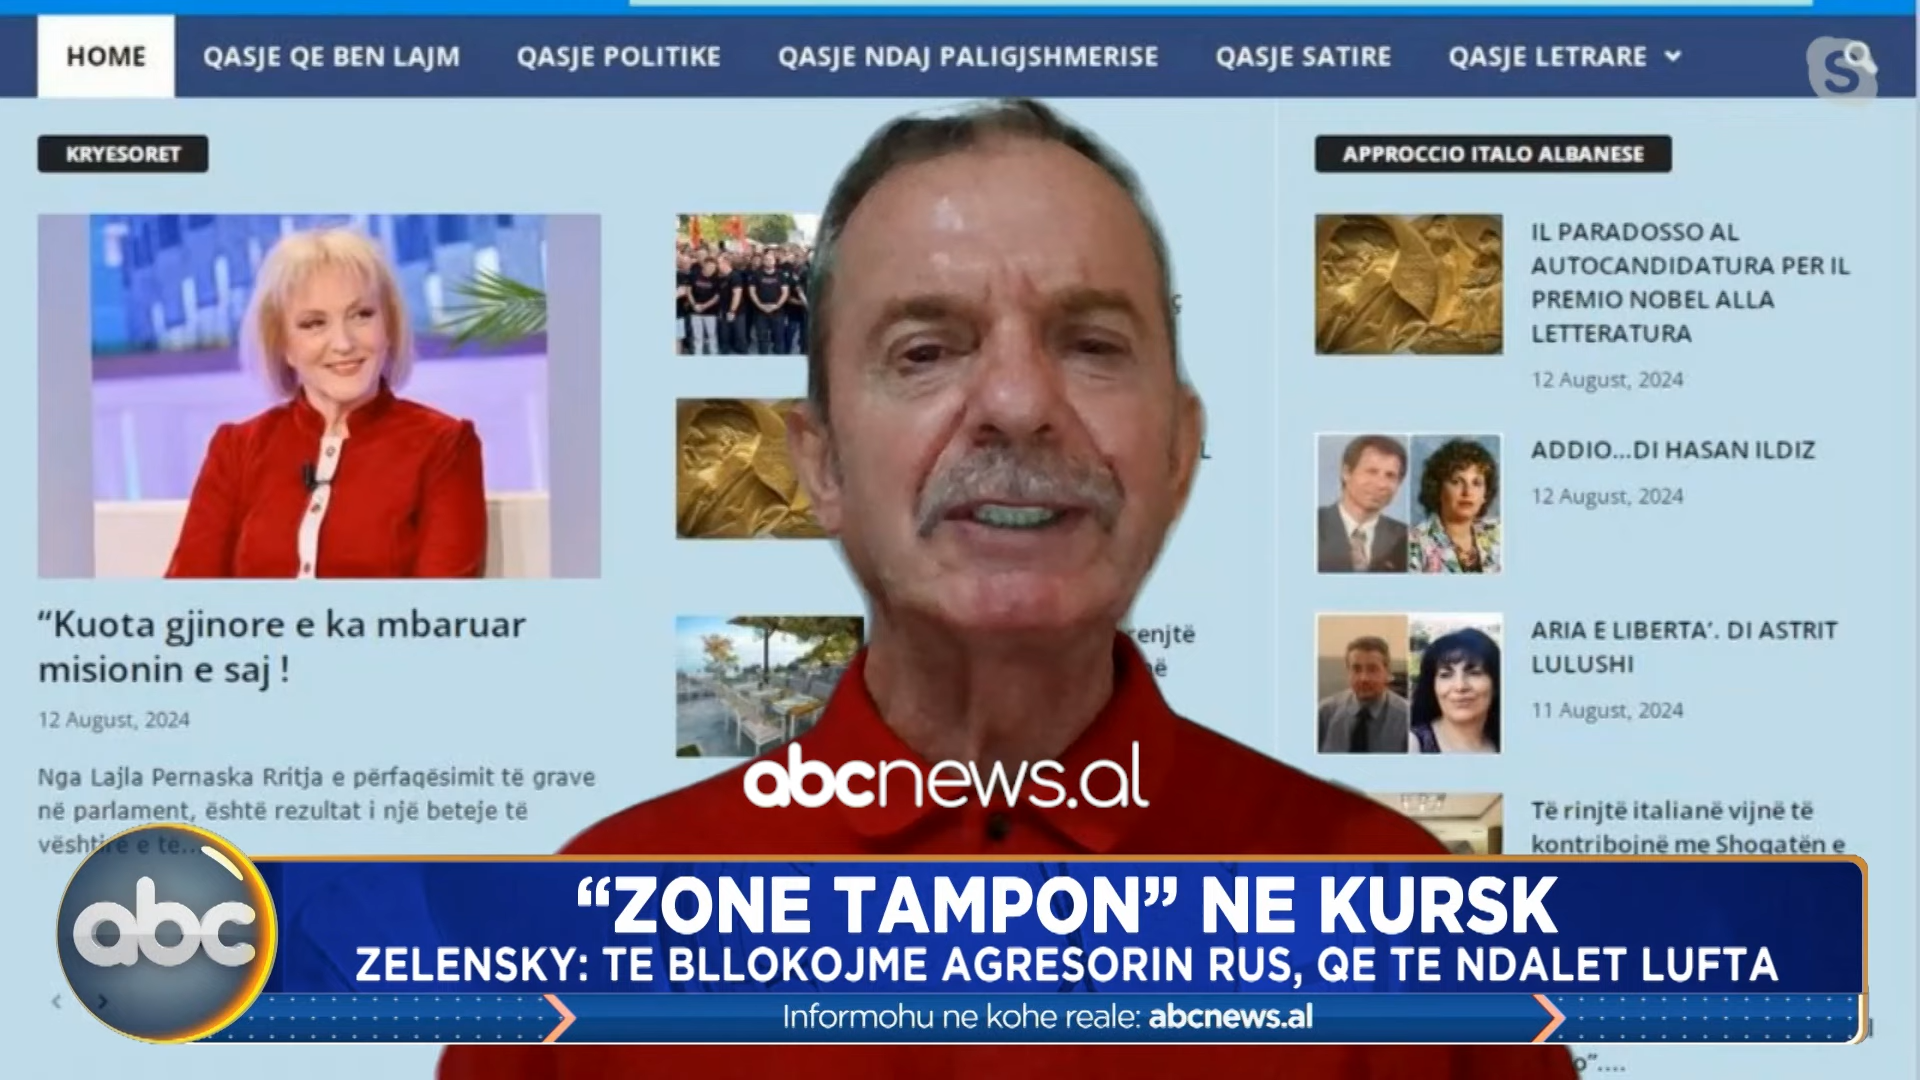 HOME
QASJE QE BEN LAJM
QASJE POLITIKE
QASJE NDAJ PALIGJSHMERISE
QASJE SATIRE
QASJE LETRARE
KRYESORET
“Kuota gjinore e ka mbaruar
misionin e saj !
12 August, 2024
Nga Lajla Pernaska Rritja e përfaqësimit të grave
në parlament, është rezultat i një beteje të
vështirë e të...
APPROCCIO ITALO ALBANESE
IL PARADOSSO AL
AUTOCANDIDATURA PER IL
PREMIO NOBEL ALLA
LETTERATURA
12 August, 2024
ADDIO...DI HASAN ILDIZ
12 August, 2024
ARIA E LIBERTA’. DI ASTRIT
LULUSHI
11 August, 2024
Të rinjtë italianë vijnë të
kontribojnë me Shoqatën e
abcnews.al
abc
“ZONE TAMPON” NE KURSK
ZELENSKY: TE BLLOKOJME AGRESORIN RUS, QE TE NDALET LUFTA
Informohu ne kohe reale: abcnews.al